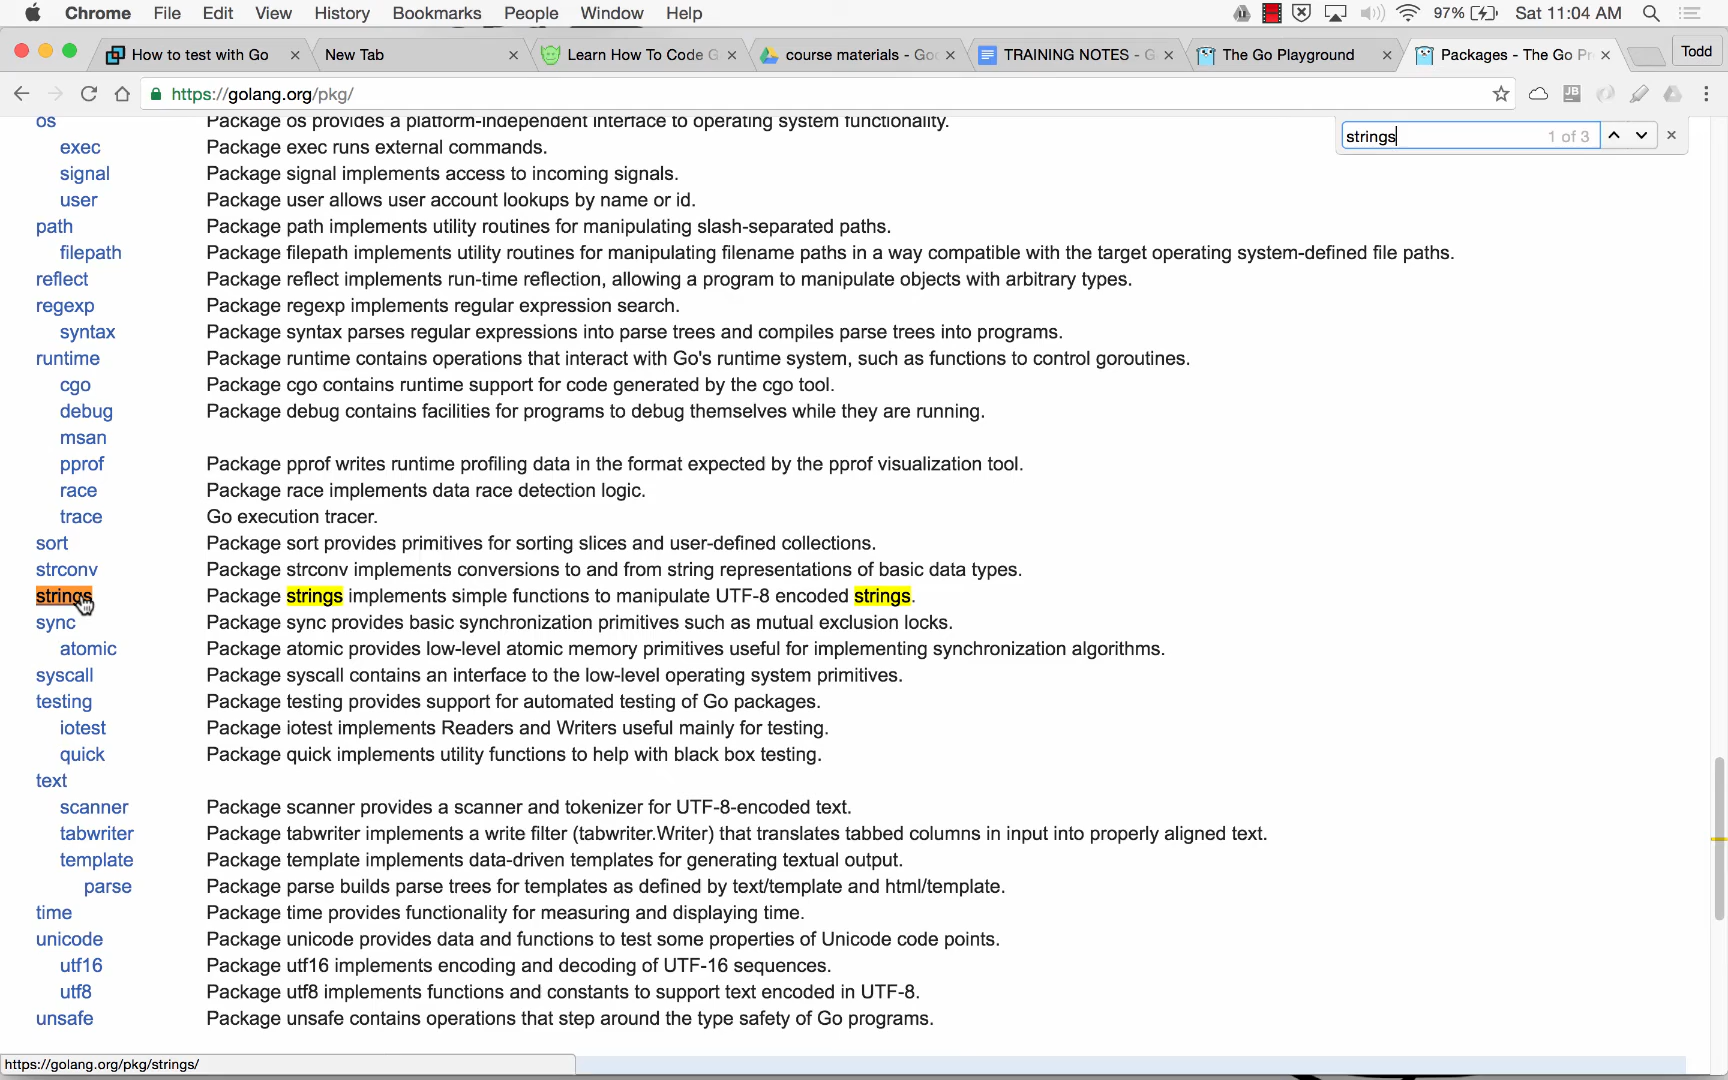 Chrome File Edit View History Bookmarks People Window Help 97% Sat 11:04 AM
How to test with Go New Tab Learn How To Code G course materials - Goo TRAINING NOTES - G The Go Playground Packages - The Go Pr Todd
https://golang.org/pkg/
strings 1 of 3
os Package os provides a platform-independent interface to operating system functionality.
exec Package exec runs external commands.
signal Package signal implements access to incoming signals.
user Package user allows user account lookups by name or id.
path Package path implements utility routines for manipulating slash-separated paths.
filepath Package filepath implements utility routines for manipulating filename paths in a way compatible with the target operating system-defined file paths.
reflect Package reflect implements run-time reflection, allowing a program to manipulate objects with arbitrary types.
regexp Package regexp implements regular expression search.
syntax Package syntax parses regular expressions into parse trees and compiles parse trees into programs.
runtime Package runtime contains operations that interact with Go's runtime system, such as functions to control goroutines.
cgo Package cgo contains runtime support for code generated by the cgo tool.
debug Package debug contains facilities for programs to debug themselves while they are running.
msan
pprof Package pprof writes runtime profiling data in the format expected by the pprof visualization tool.
race Package race implements data race detection logic.
trace Go execution tracer.
sort Package sort provides primitives for sorting slices and user-defined collections.
strconv Package strconv implements conversions to and from string representations of basic data types.
strings Package strings implements simple functions to manipulate UTF-8 encoded strings.
sync Package sync provides basic synchronization primitives such as mutual exclusion locks.
atomic Package atomic provides low-level atomic memory primitives useful for implementing synchronization algorithms.
syscall Package syscall contains an interface to the low-level operating system primitives.
testing Package testing provides support for automated testing of Go packages.
iotest Package iotest implements Readers and Writers useful mainly for testing.
quick Package quick implements utility functions to help with black box testing.
text
scanner Package scanner provides a scanner and tokenizer for UTF-8-encoded text.
tabwriter Package tabwriter implements a write filter (tabwriter.Writer) that translates tabbed columns in input into properly aligned text.
template Package template implements data-driven templates for generating textual output.
parse Package parse builds parse trees for templates as defined by text/template and html/template.
time Package time provides functionality for measuring and displaying time.
unicode Package unicode provides data and functions to test some properties of Unicode code points.
utf16 Package utf16 implements encoding and decoding of UTF-16 sequences.
utf8 Package utf8 implements functions and constants to support text encoded in UTF-8.
unsafe Package unsafe contains operations that step around the type safety of Go programs.
https://golang.org/pkg/strings/